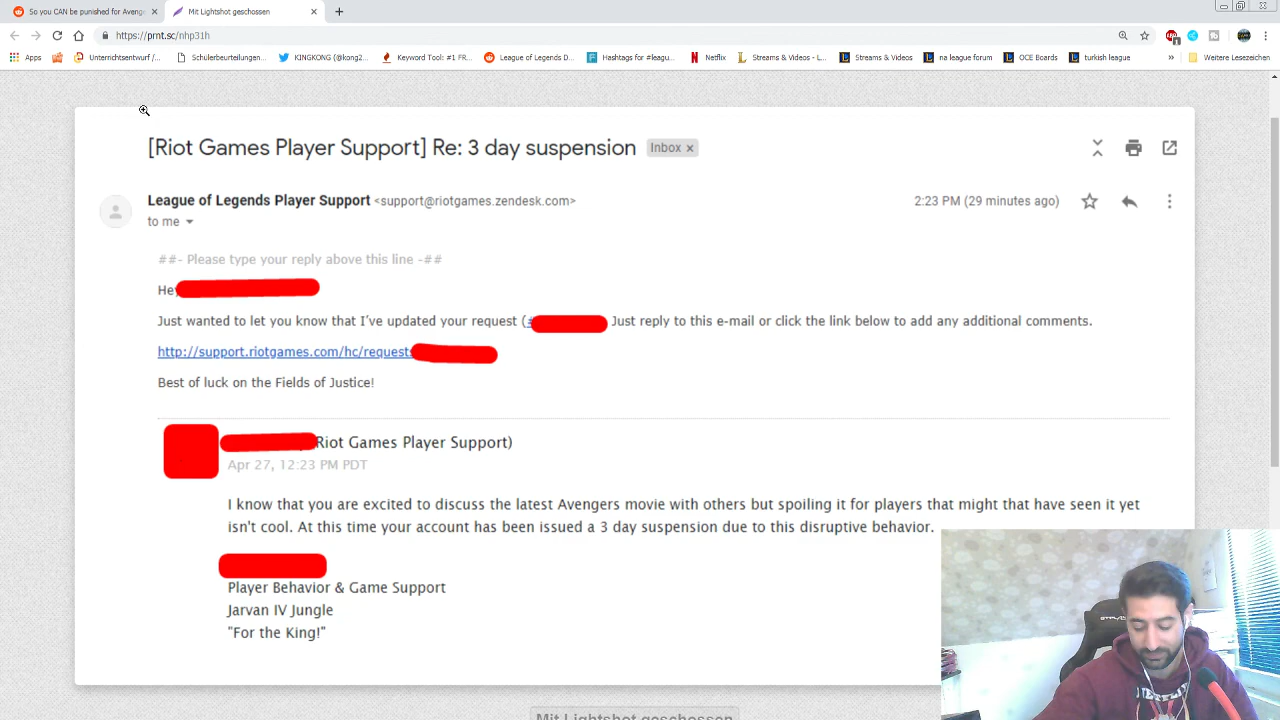 So you CAN be punished for Aveng
Mit Lightshot geschossen
https://prnt.sc/nhp31h
Apps
Unterrichtsentwurf /...
Schülerbeurteilungen...
KINGKONG (@kong2...
Keyword Tool: #1 FR...
League of Legends D...
Hashtags for #leagu...
Netflix
Streams & Videos - L...
Streams & Videos
na league forum
OCE Boards
turkish league
»
Weitere Lesezeichen
[Riot Games Player Support] Re: 3 day suspension
Inbox x
League of Legends Player Support <support@riotgames.zendesk.com>
2:23 PM (29 minutes ago)
to me
##- Please type your reply above this line -##
Hey
Just wanted to let you know that I've updated your request (# Just reply to this e-mail or click the link below to add any additional comments.
http://support.riotgames.com/hc/requests
Best of luck on the Fields of Justice!
Riot Games Player Support)
Apr 27, 12:23 PM PDT
I know that you are excited to discuss the latest Avengers movie with others but spoiling it for players that might that have seen it yet
isn't cool. At this time your account has been issued a 3 day suspension due to this disruptive behavior.
Player Behavior & Game Support
Jarvan IV Jungle
"For the King!"
Mit Lightshot geschossen